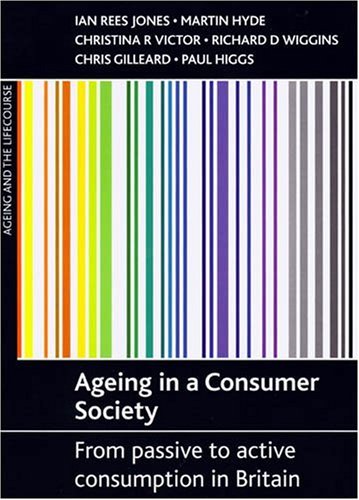 IAN REES JONES • MARTIN HYDE
CHRISTINA R VICTOR • RICHARD D WIGGINS
CHRIS GILLEARD • PAUL HIGGS
AGEING AND THE LIFECOURSE
Ageing in a Consumer
Society
From passive to active
consumption in Britain